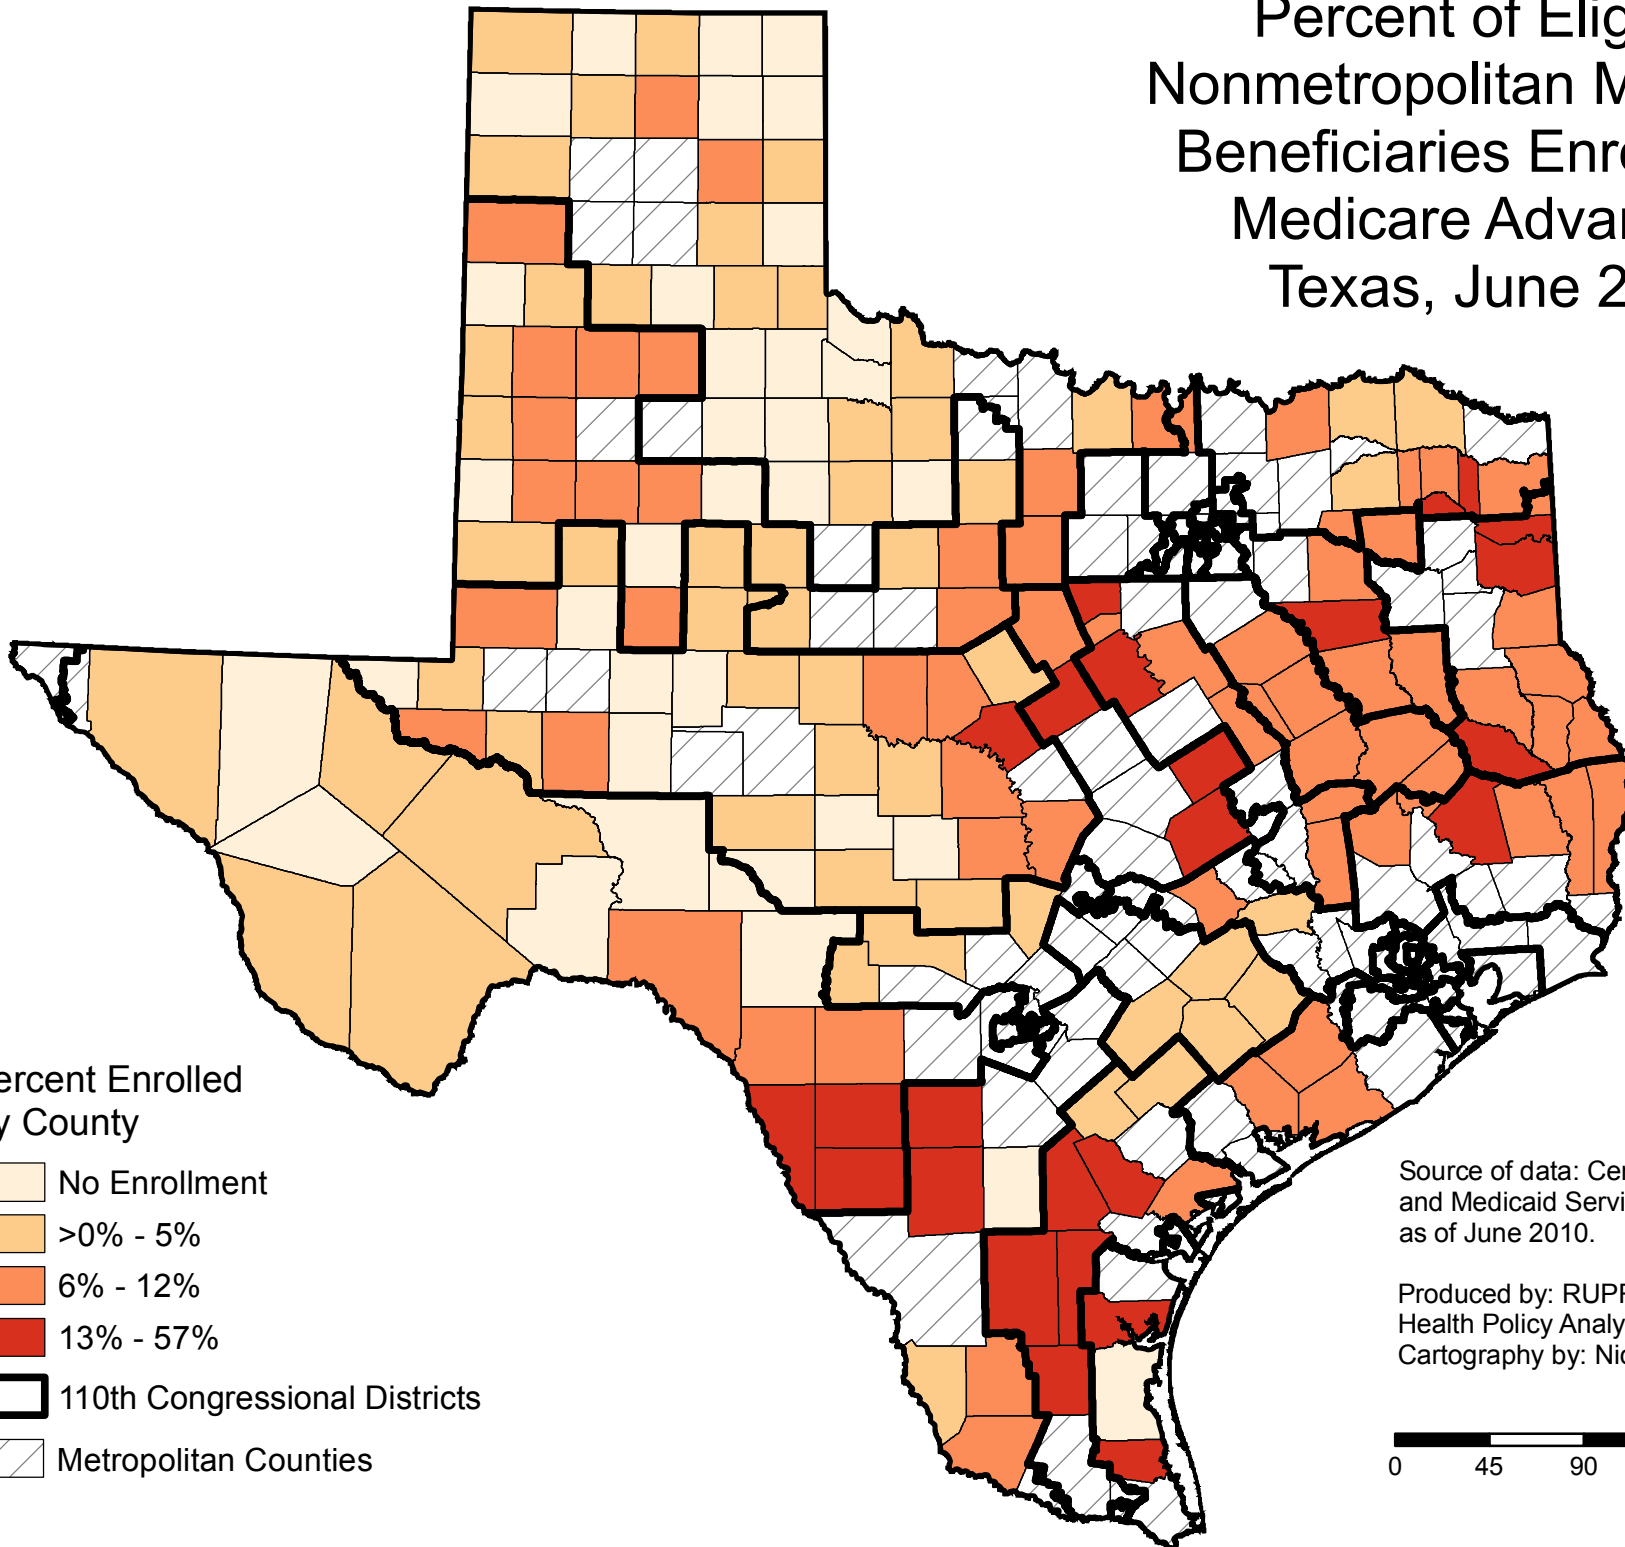 Percent of Elig
Nonmetropolitan M
Beneficiaries Enro
Medicare Advan
Texas, June 2
ercent Enrolled
y County
No Enrollment
>0% - 5%
6% - 12%
13% - 57%
110th Congressional Districts
Metropolitan Counties
Source of data: Cen
and Medicaid Servi
as of June 2010.
Produced by: RUPR
Health Policy Analy
Cartography by: Nic
0 45 90